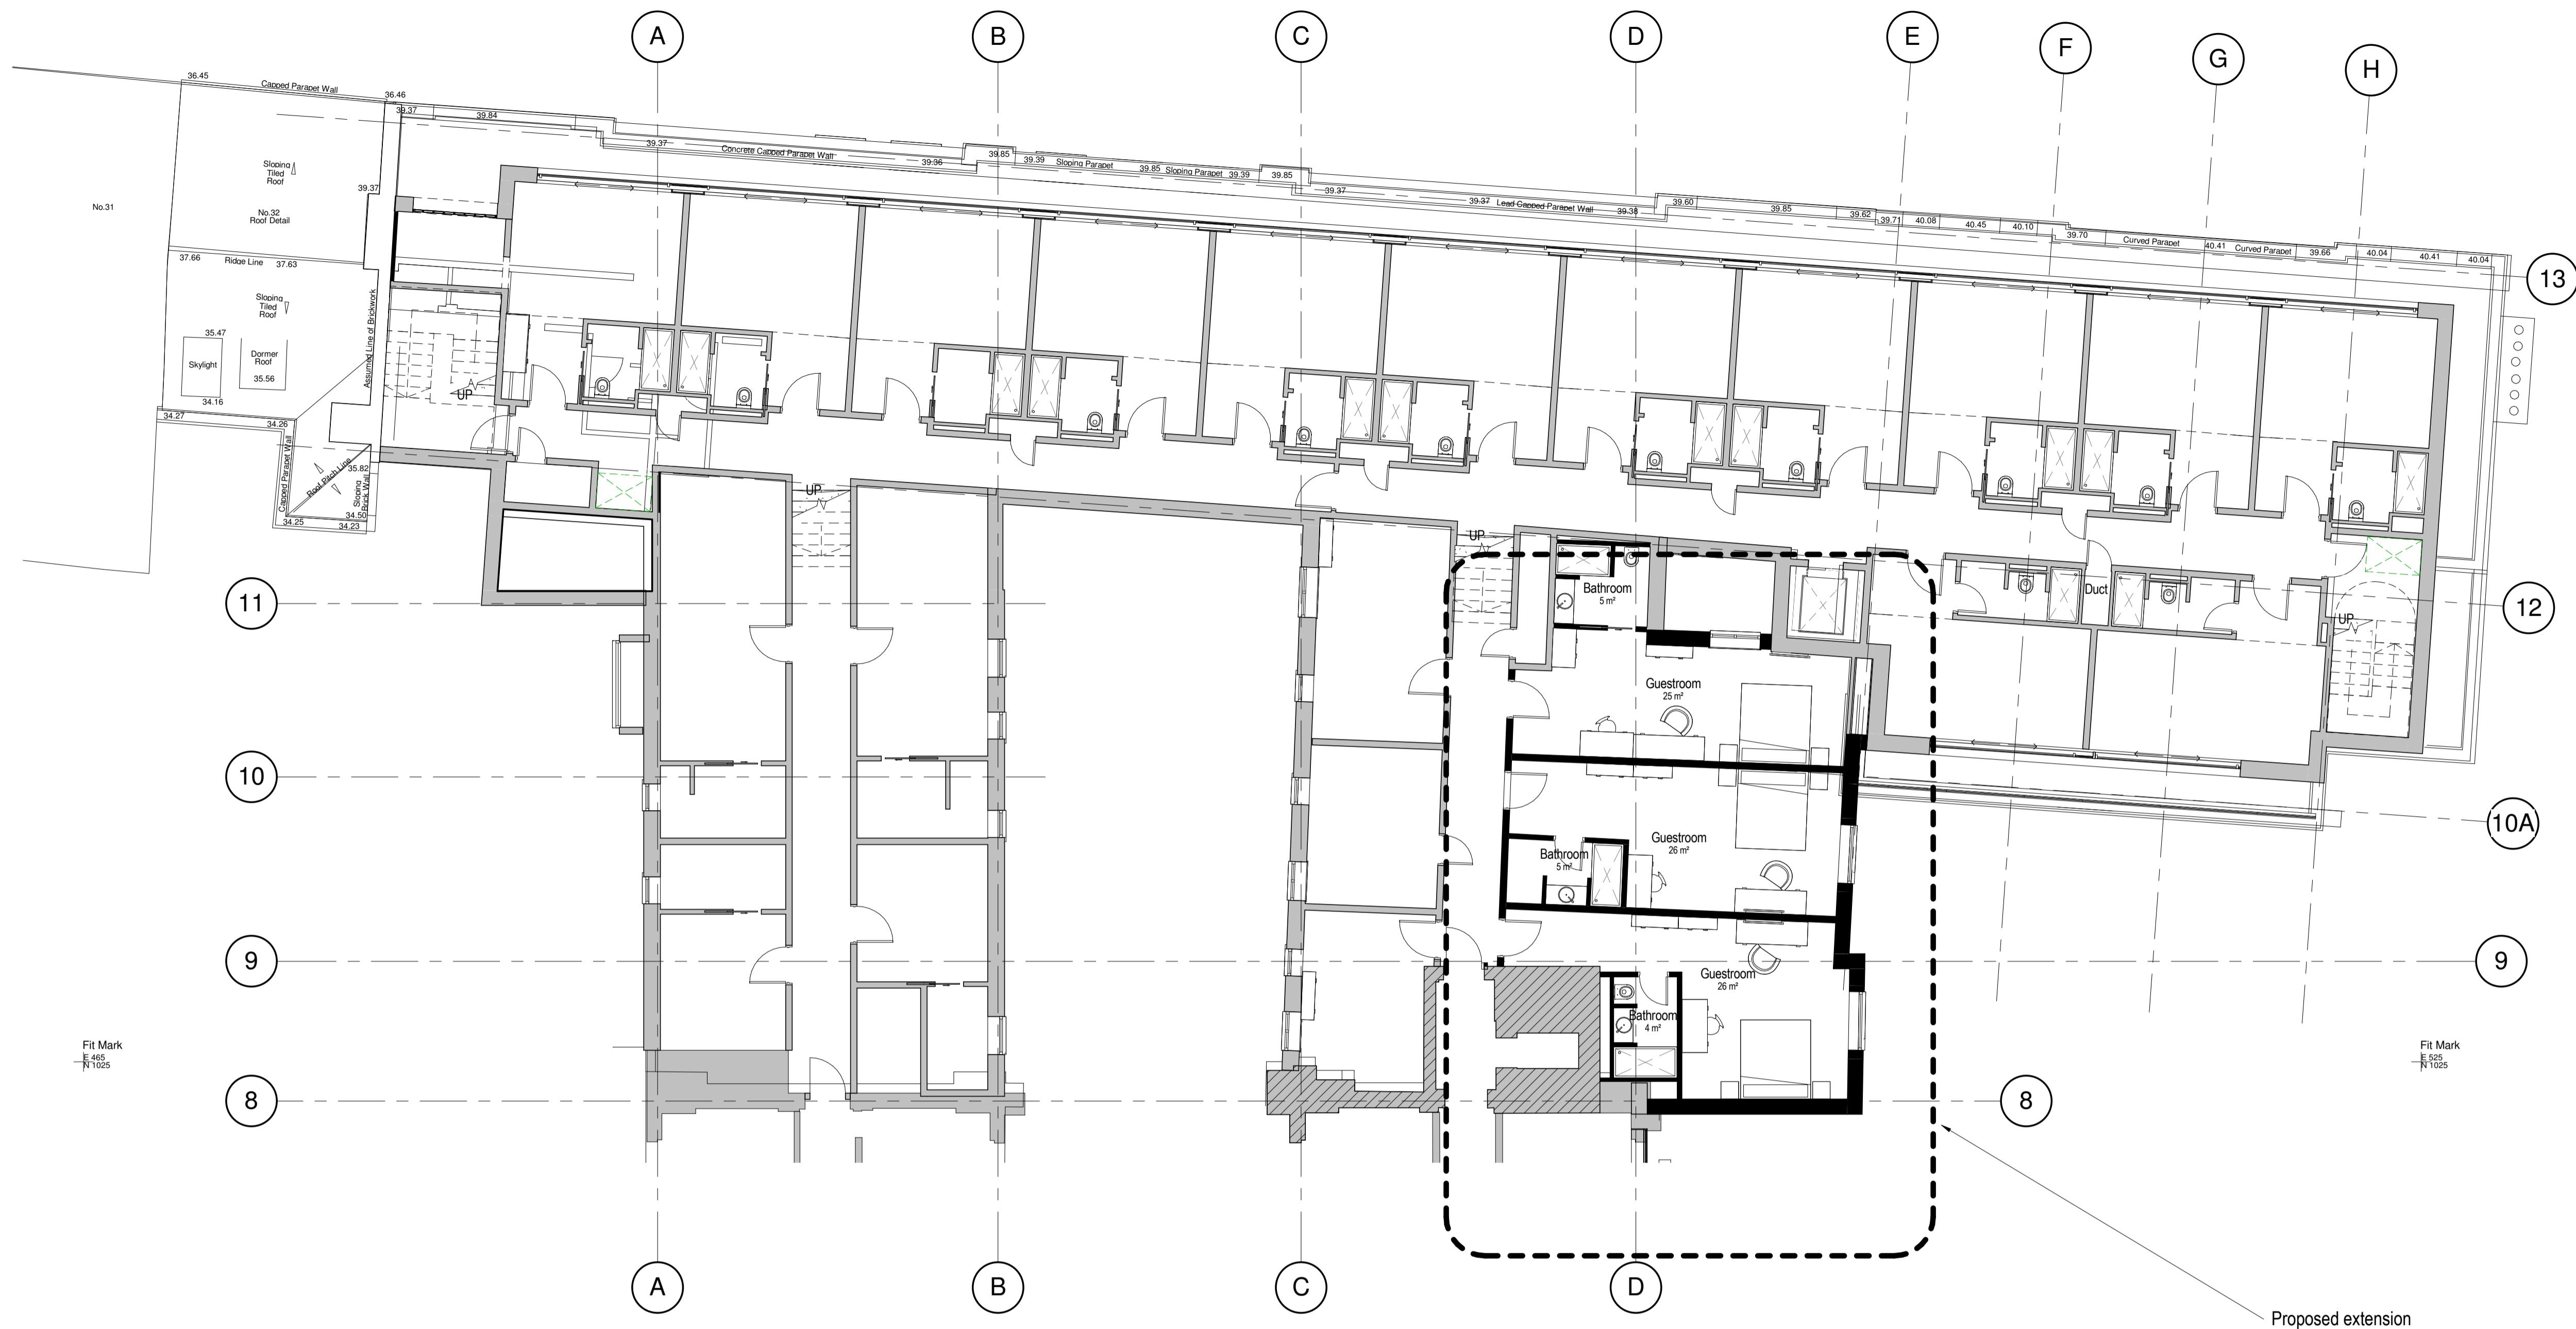 A
B
C
D
E
F
G
H
36.45
Capped Parapet Wall
36.46
39.37
39.84
39.37
Concrete Capped Parapet Wall
39.36
39.85
39.39
Sloping Parapet
39.85
Sloping Parapet
39.39
39.85
39.37
39.37
Lead Capped Parapet Wall
39.38
39.60
39.85
39.62
39.71
40.08
40.45
40.10
39.70
Curved Parapet
40.41
Curved Parapet
39.66
40.04
40.41
40.04
13
Sloping
Tiled
Roof
39.37
No.31
No.32
Roof Detail
37.66
Ridge Line
37.63
Sloping
Tiled
Roof
Assumed Line of Brickwork
35.47
Skylight
Dormer
Roof
35.56
34.16
34.27
34.26
UP
Capped Parapet Wall
Roof Pitch Line
35.82
Sloping
Brick Wall
34.50
34.25
34.23
UP
UP
11
Bathroom
5 m²
Duct
12
UP
Guestroom
25 m²
10
10A
Guestroom
26 m²
Bathroom
5 m²
9
9
Guestroom
26 m²
Bathroom
4 m²
Fit Mark
E 465
N 1025
Fit Mark
E 525
N 1025
8
8
A
B
C
D
Proposed extension